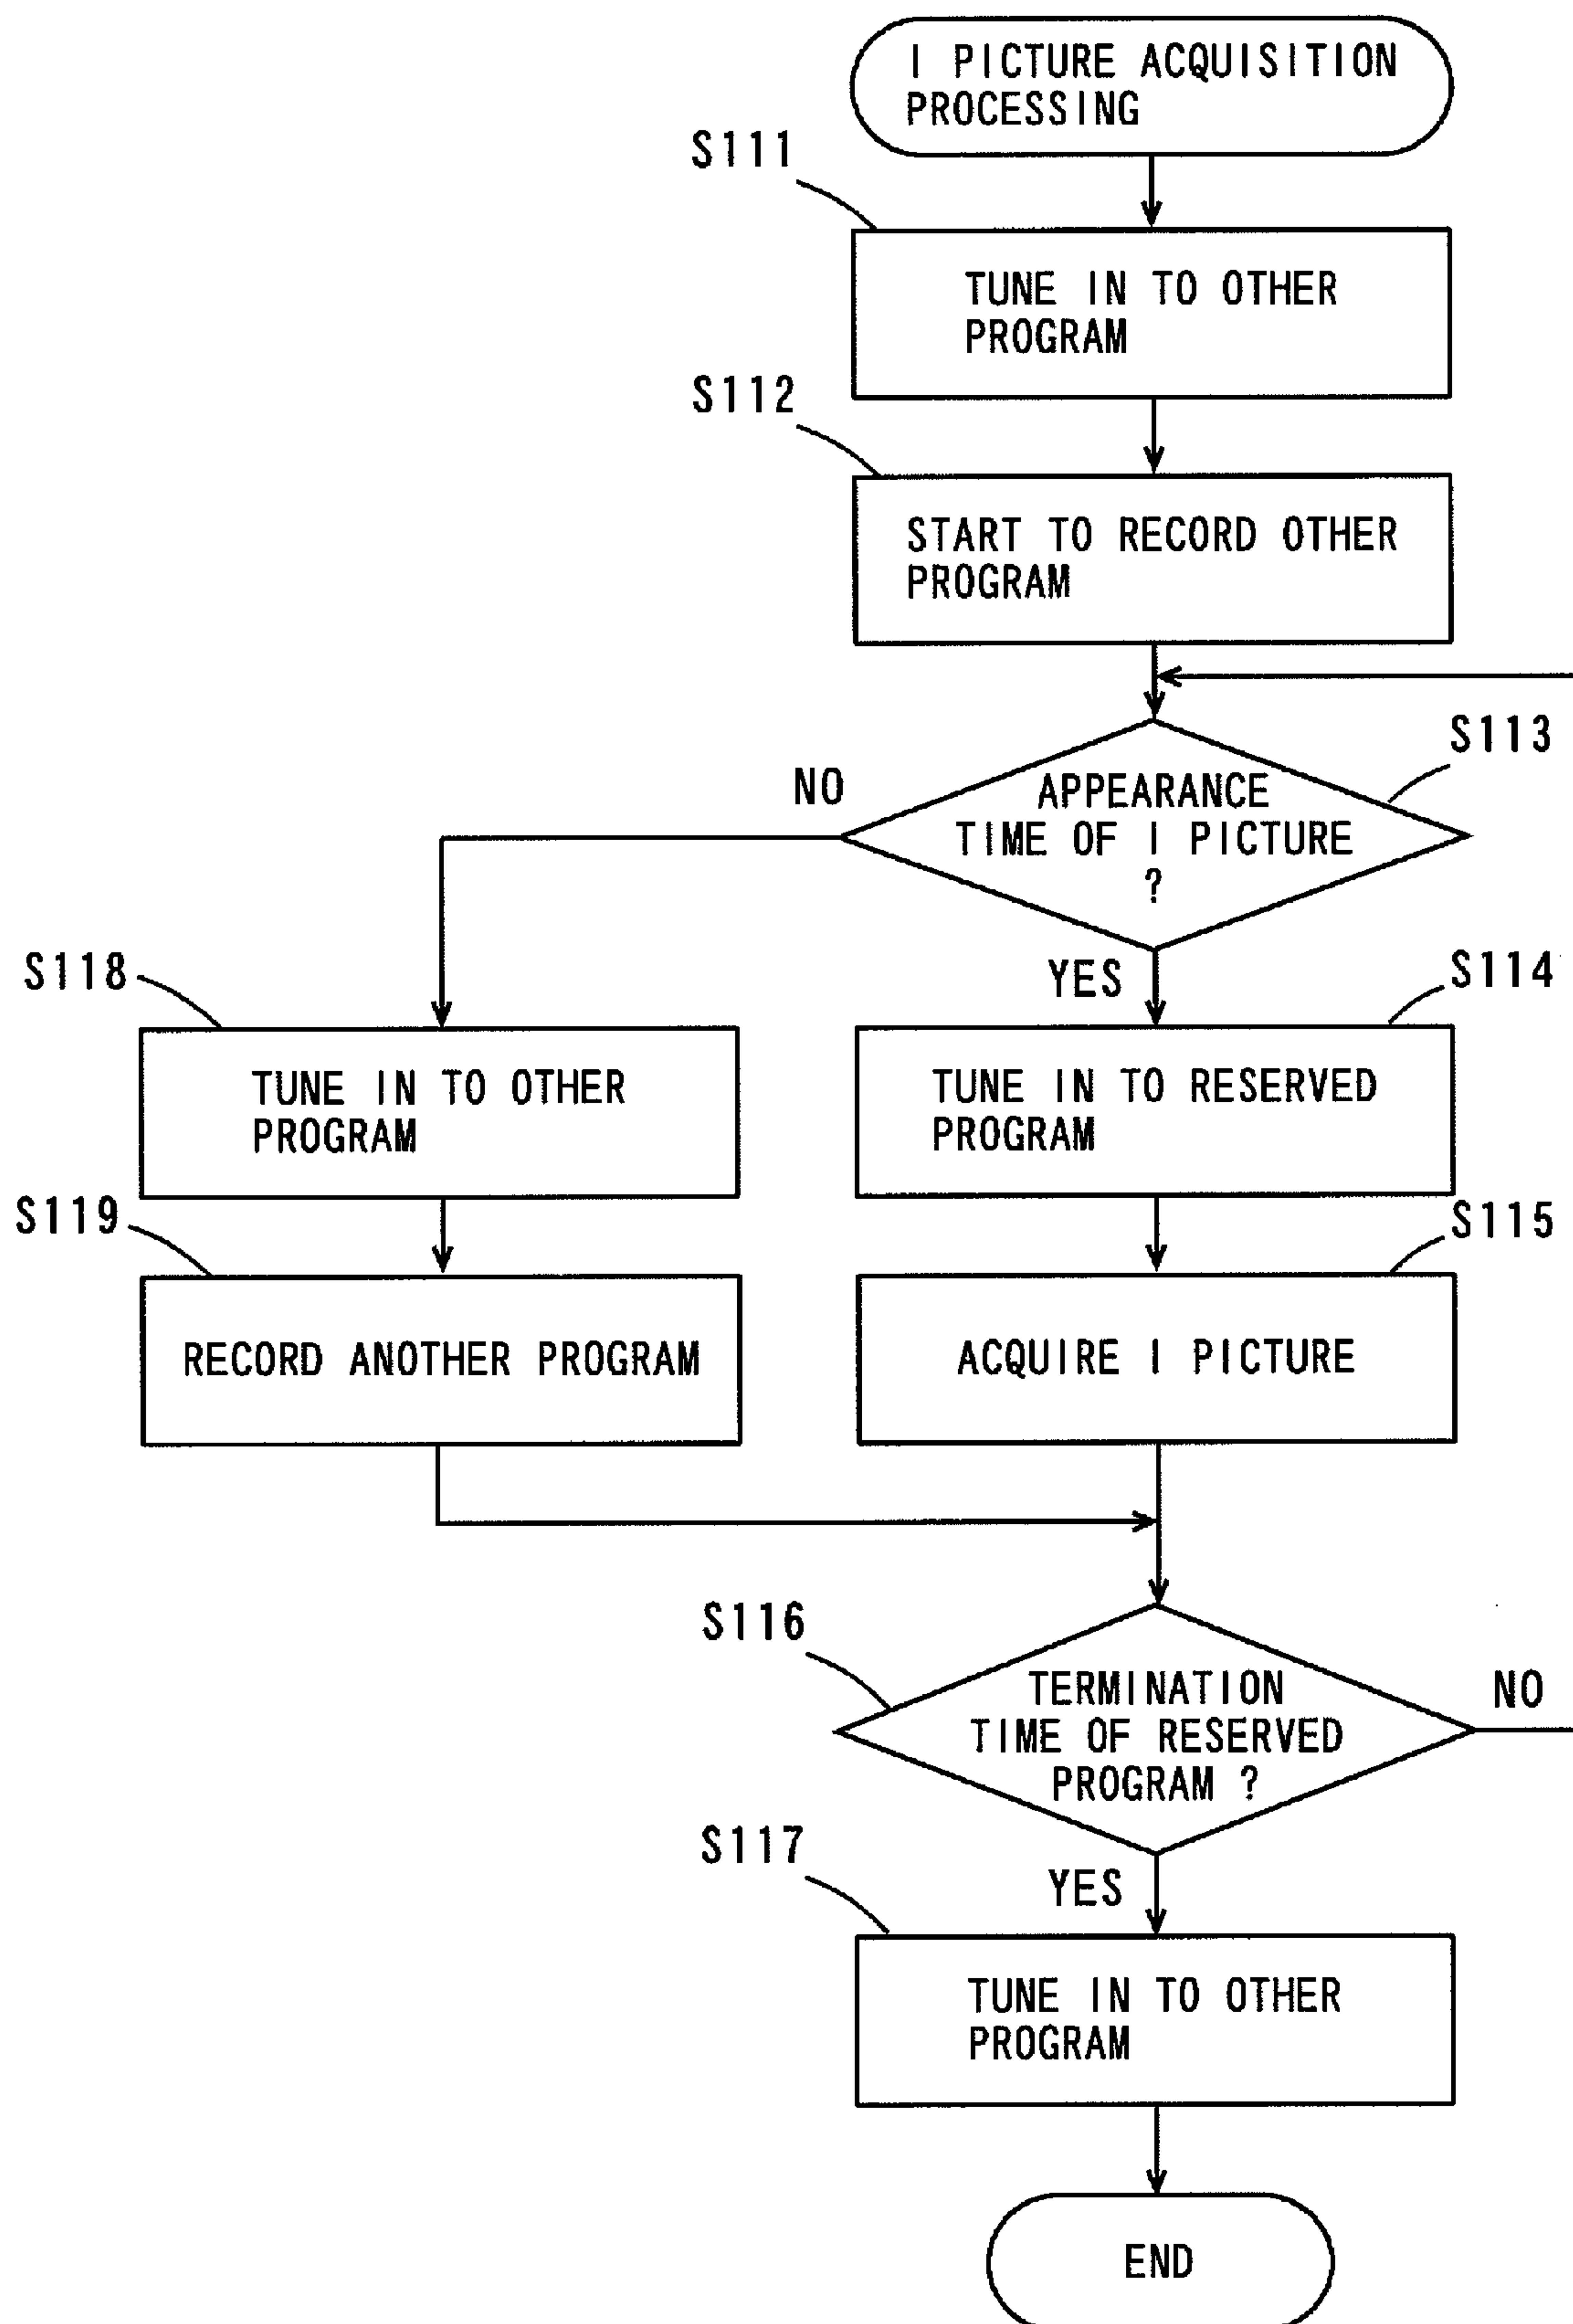 I PICTURE ACQUISITION
PROCESSING
S111
TUNE IN TO OTHER
PROGRAM
S112
START TO RECORD OTHER
PROGRAM
S113
NO
APPEARANCE
TIME OF I PICTURE
?
YES
S118
S114
TUNE IN TO OTHER
PROGRAM
TUNE IN TO RESERVED
PROGRAM
S119
S115
RECORD ANOTHER PROGRAM
ACQUIRE I PICTURE
S116
TERMINATION
TIME OF RESERVED
PROGRAM ?
NO
S117
YES
TUNE IN TO OTHER
PROGRAM
END